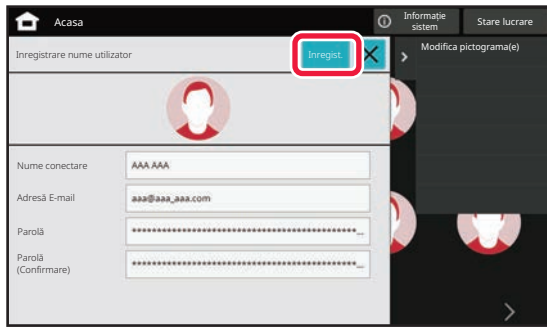 Acasa
Informație
sistem
Stare lucrare
Inregistrare nume utilizator
Inregist.
Modifica pictograma(e)
Nume conectare
AAA AAA
Adresă E-mail
aaa@aaa_aaa.com
Parolă
Parolă
(Confirmare)